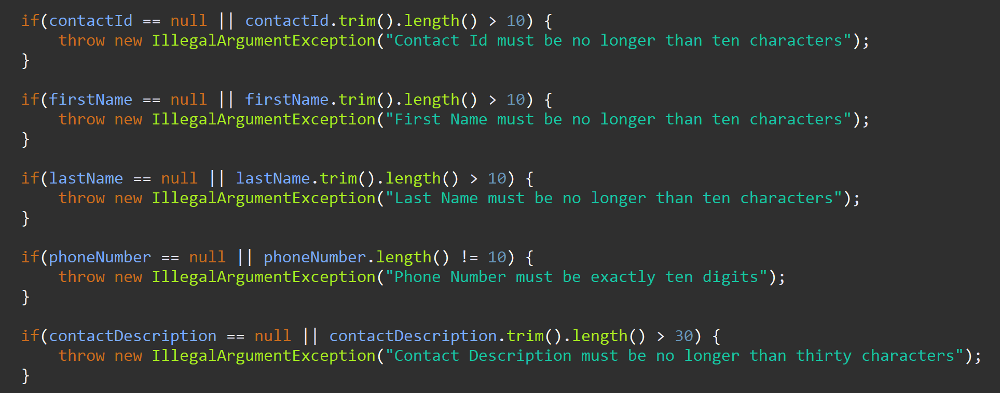 if(contactId == null || contactId.trim().length() > 10) {
    throw new IllegalArgumentException("Contact Id must be no longer than ten characters");
}

if(firstName == null || firstName.trim().length() > 10) {
    throw new IllegalArgumentException("First Name must be no longer than ten characters");
}

if(lastName == null || lastName.trim().length() > 10) {
    throw new IllegalArgumentException("Last Name must be no longer than ten characters");
}

if(phoneNumber == null || phoneNumber.length() != 10) {
    throw new IllegalArgumentException("Phone Number must be exactly ten digits");
}

if(contactDescription == null || contactDescription.trim().length() > 30) {
    throw new IllegalArgumentException("Contact Description must be no longer than thirty characters");
}